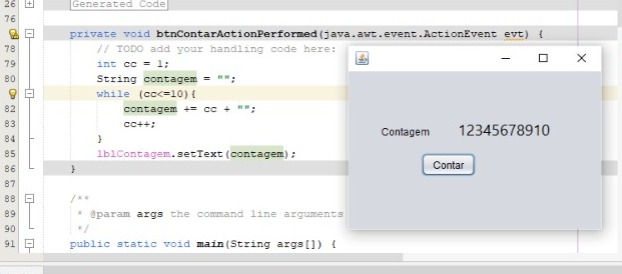 26 Generated Code
76
private void btnContarActionPerformed(java.awt.event.ActionEvent evt) {
78 // TODO add your handling code here:
79 int cc = 1;
80 String contagem = "";
while (cc<=10){
82 contagem += cc + "";
83 cc++;
84 }
85 lblContagem.setText(contagem);
86 }
87
88 /**
89 * @param args the command line arguments
90 */
91 public static void main(String args[]) {
Contagem 12345678910
Contar